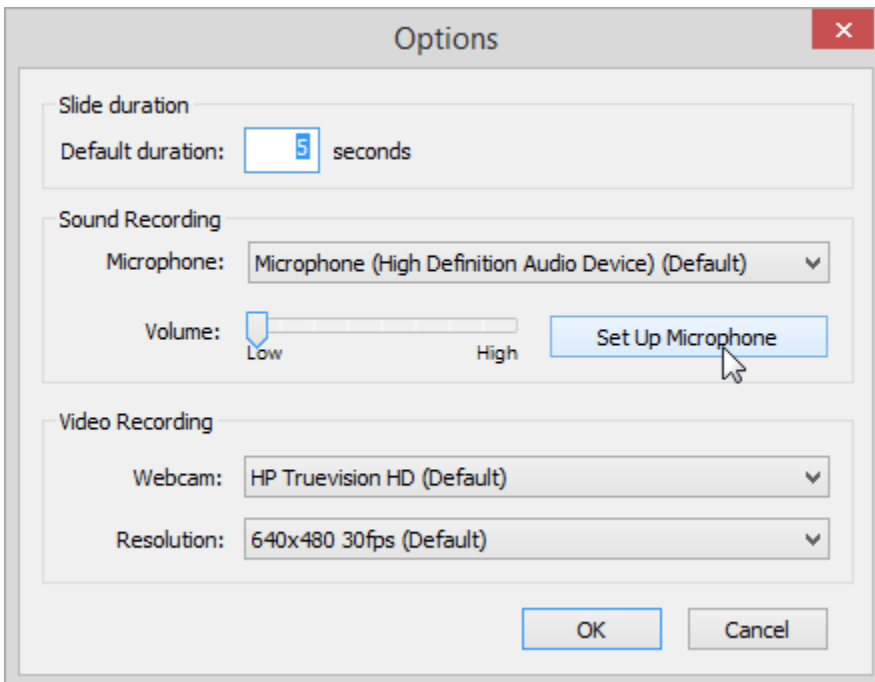 Options
Slide duration
Default duration: 5 seconds
Sound Recording
Microphone: Microphone (High Definition Audio Device) (Default)
Volume: Low High Set Up Microphone
Video Recording
Webcam: HP Truevision HD (Default)
Resolution: 640x480 30fps (Default)
OK Cancel